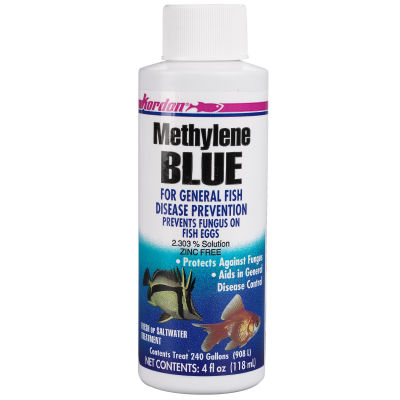 Kordon®
Methylene
BLUE
FOR GENERAL FISH
DISEASE PREVENTION
PREVENTS FUNGUS ON
FISH EGGS
2.303 % Solution
ZINC FREE
• Protects Against Fungus
• Aids in General
Disease Control
FRESH or SALTWATER
TREATMENT
Contents Treat 240 Gallons (908 L)
NET CONTENTS: 4 fl oz (118 mL)